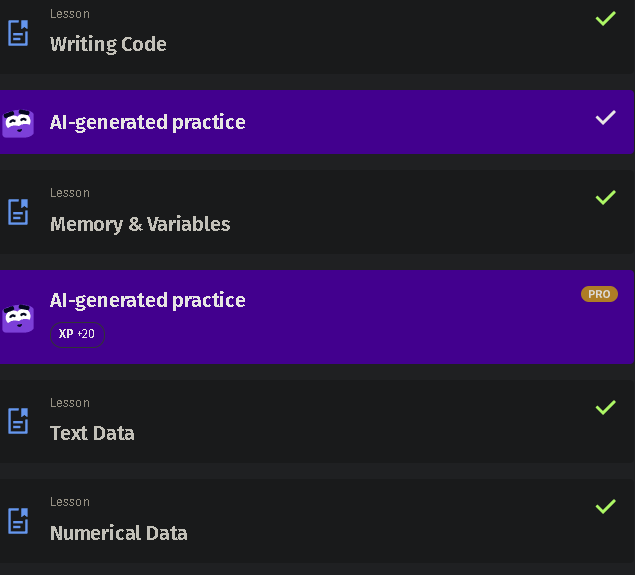 Lesson
Writing Code
AI-generated practice
Lesson
Memory & Variables
AI-generated practice
PRO
XP +20
Lesson
Text Data
Lesson
Numerical Data